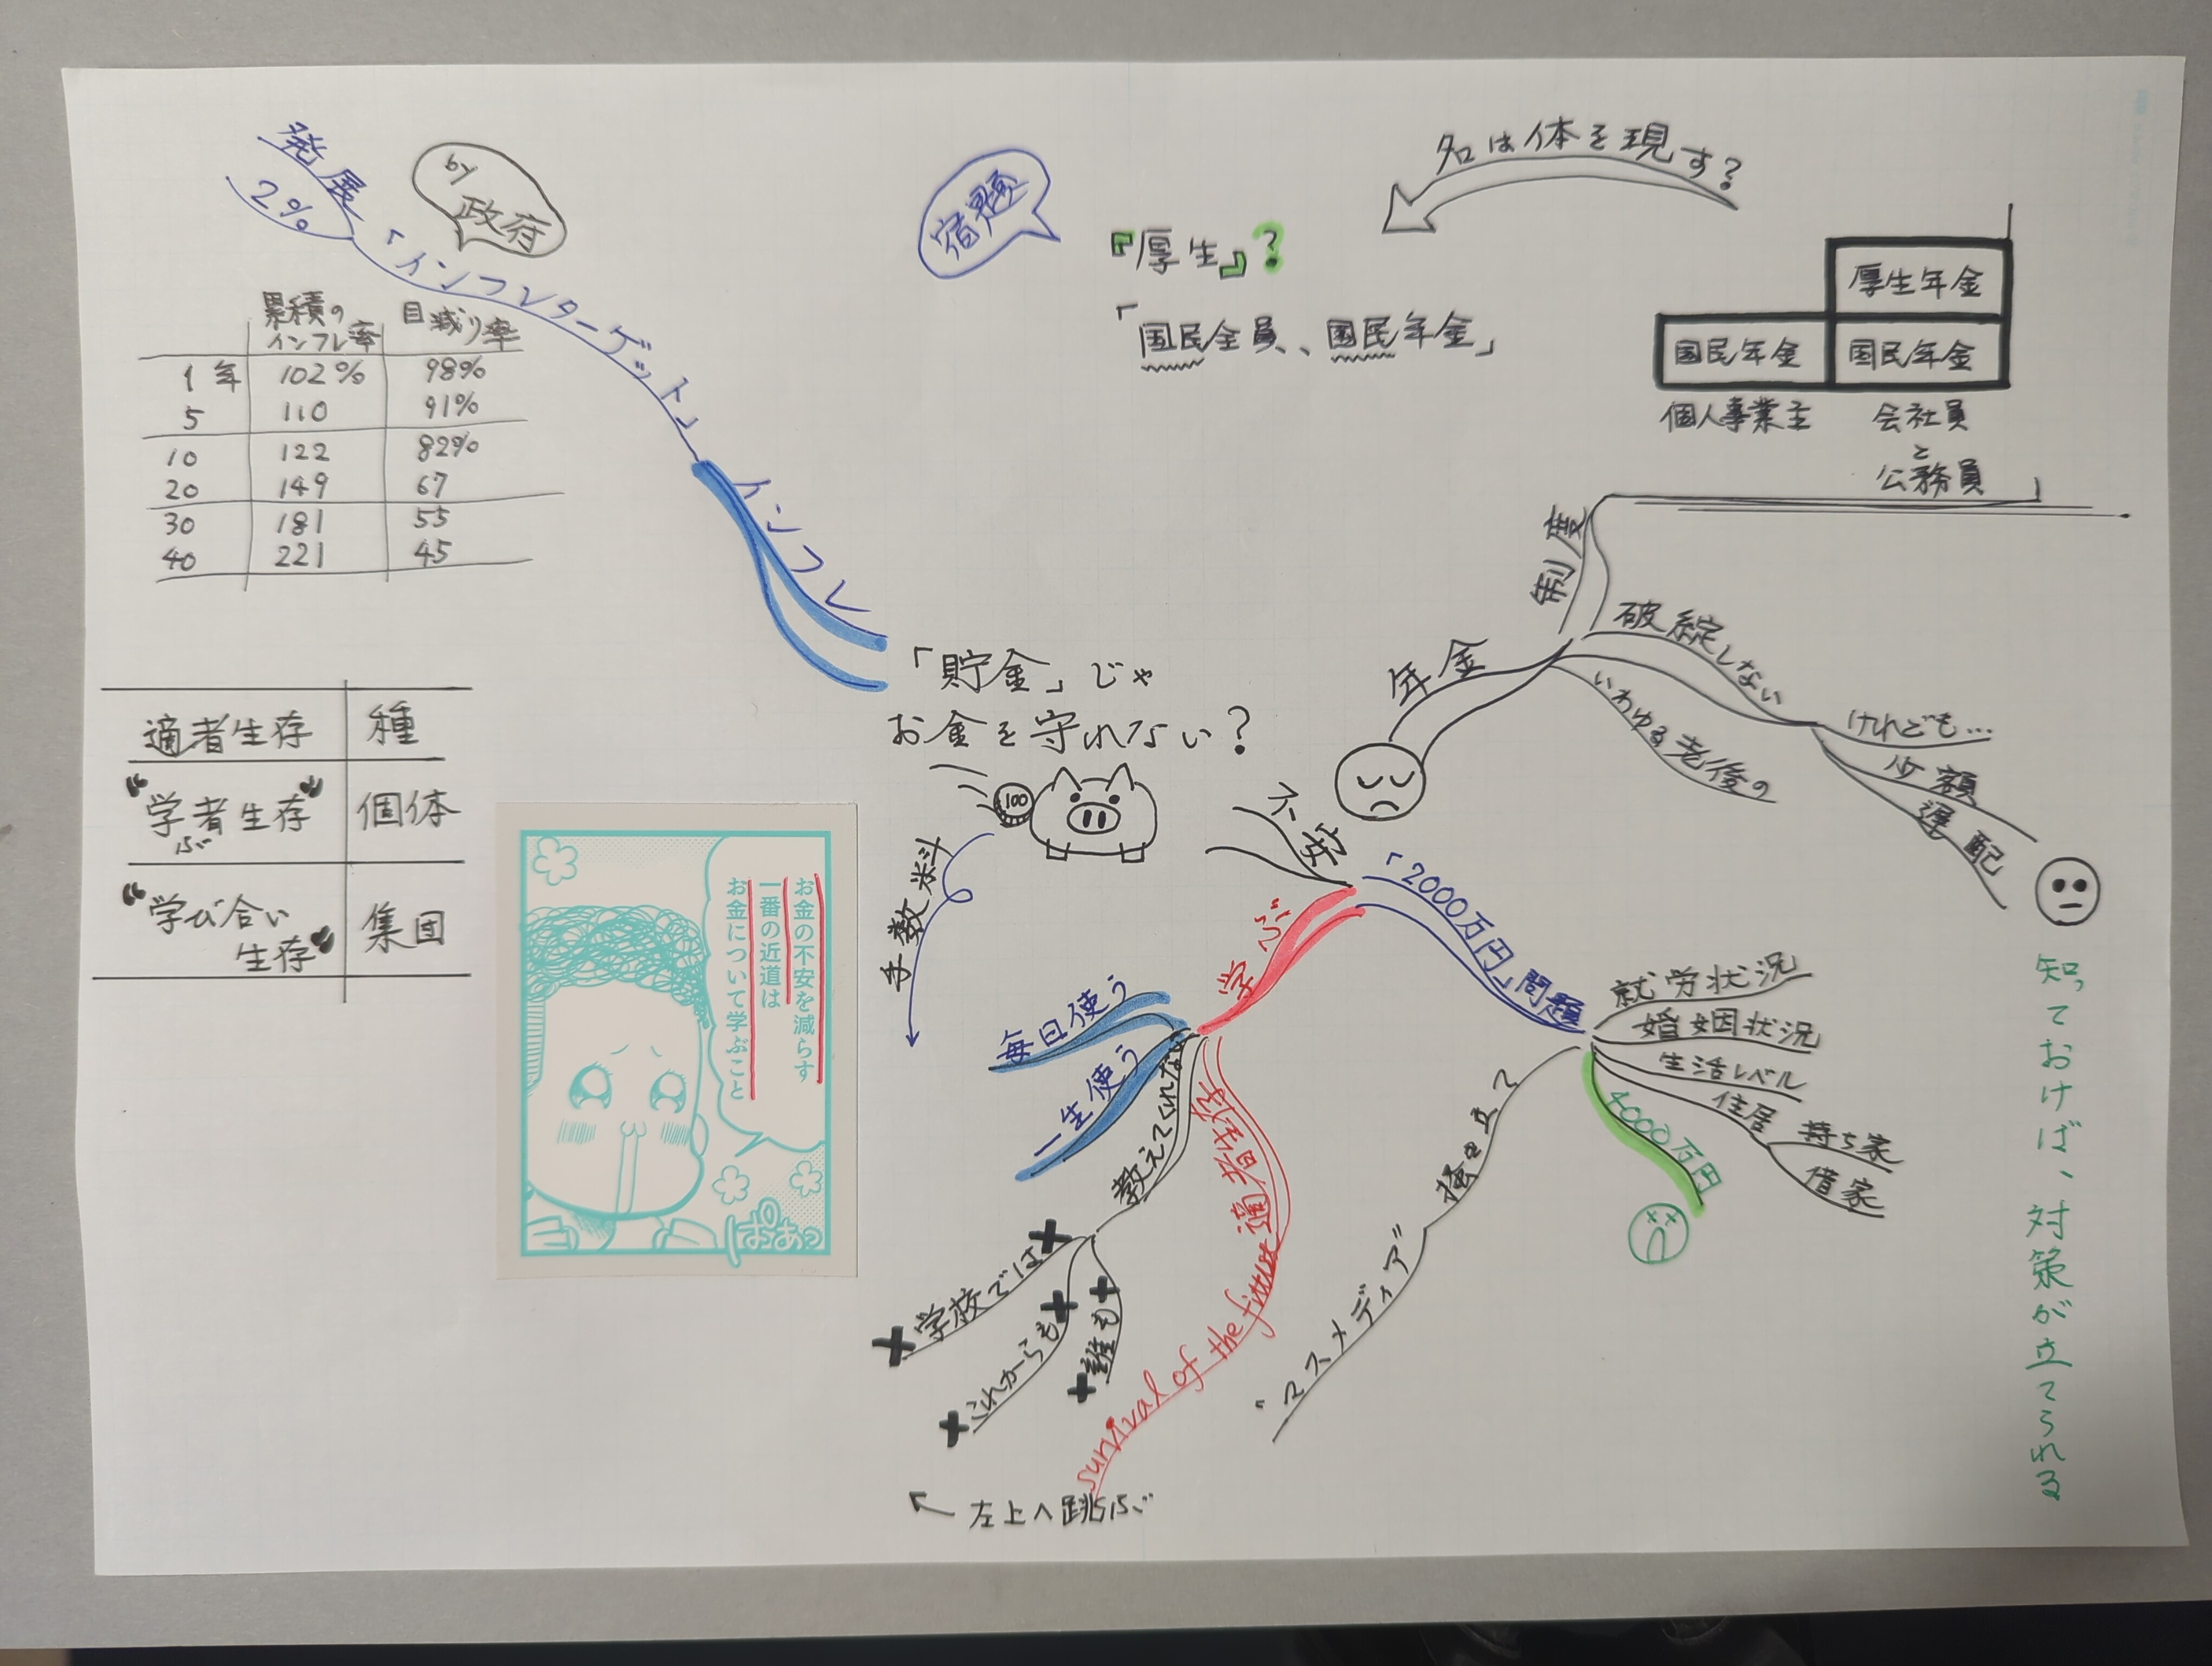 発展
2%
by
政府
「インフレターゲット」
インフレ
累積の
インフレ率
目減り率
1年 102% 98%
5 110 91%
10 122 82%
20 149 67
30 181 55
40 221 45
宿題
『厚生』?
「国民全員、国民年金」
名は体を現す?
厚生年金
国民年金 国民年金
個人事業主
会社員
と
公務員
制度
年金
破綻しない
けれども…
少額
遅配
いわゆる老後の
「貯金」じゃ
お金を守れない?
100
手数料
不安
「2000万円」問題
就労状況
婚姻状況
生活レベル
住居
持ち家
借家
4000万円
掻き立て
"マスメディア"
知っておけば、対策が立てられる
学ぶ
毎日使う
一生使う
教えてくれない
学校では
これからも
誰も
適者生存
survival of the fittest
左上へ跳ぶ
適者生存 種
“学者生存” 個体
ぶ
“学び合い
生存” 集団
お金の不安を減らす
一番の近道は
お金について学ぶこと
ぱあっ